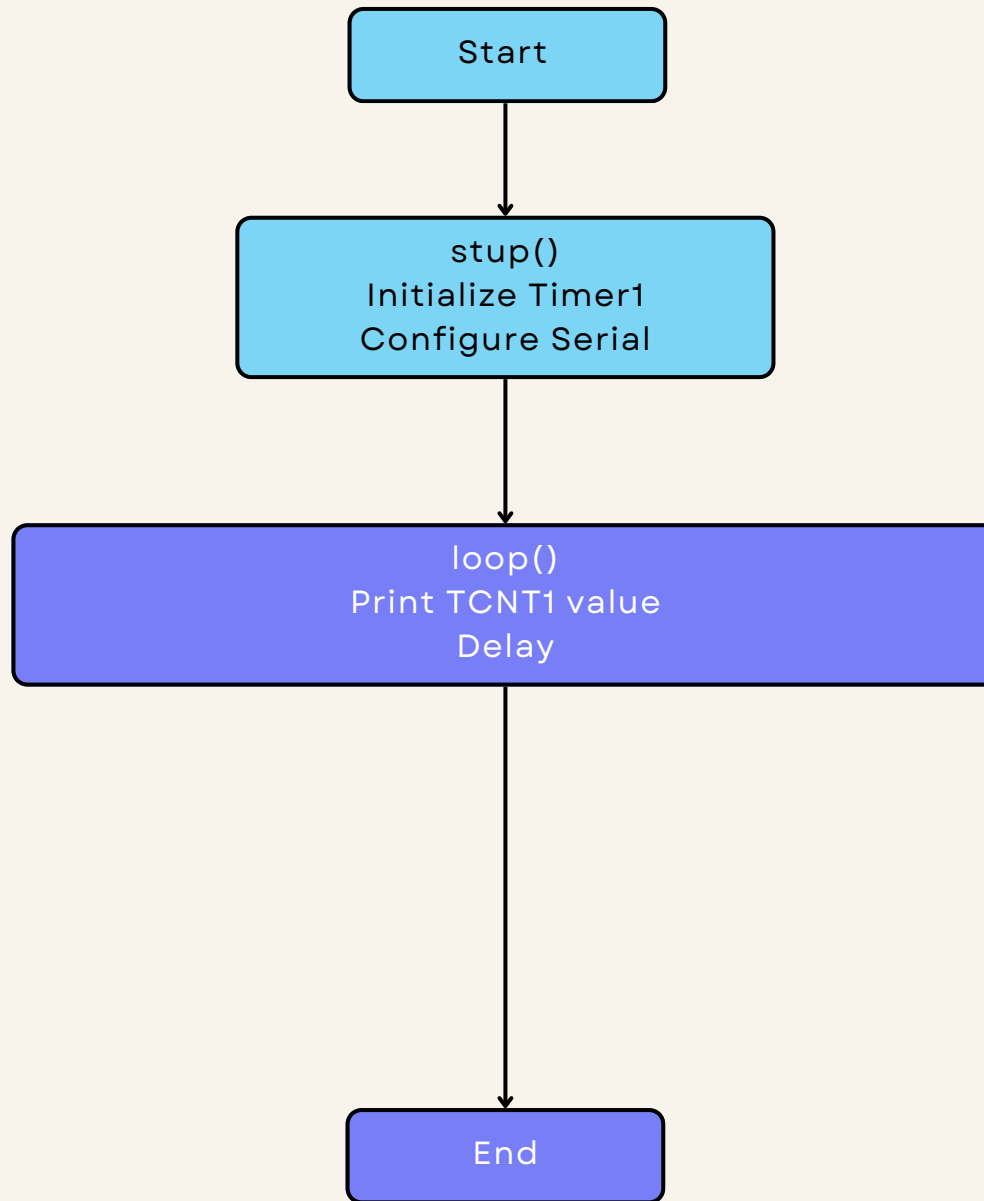 Start
stup()
Initialize Timer1
Configure Serial
loop()
Print TCNT1 value
Delay
End